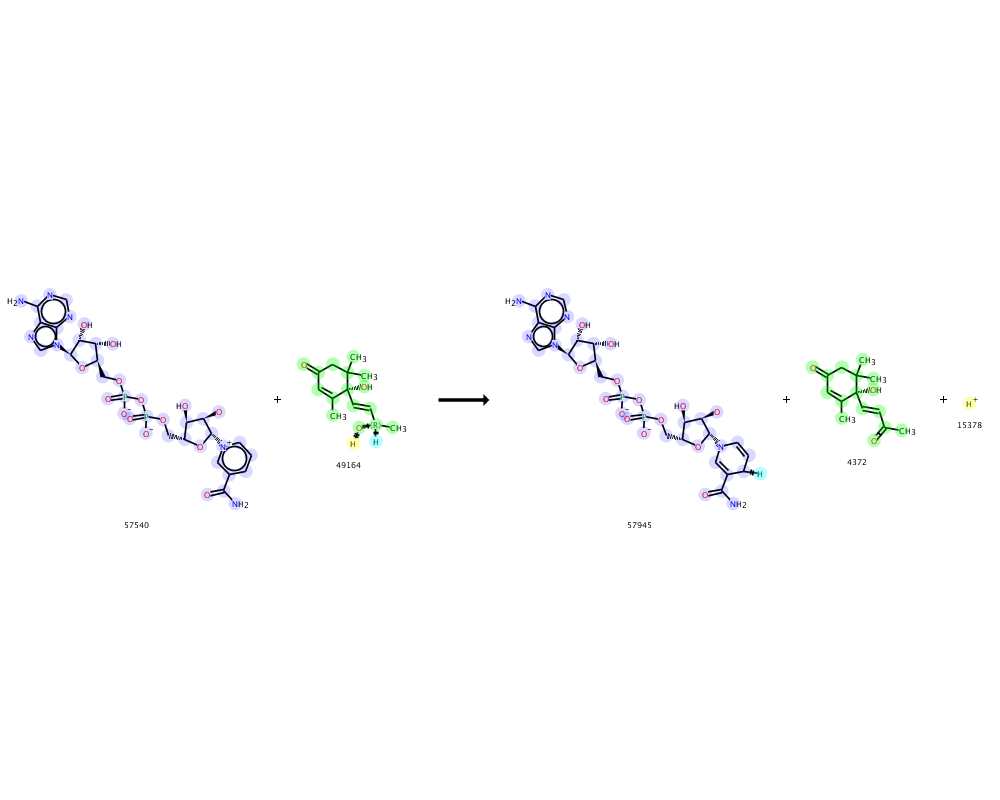 H2N N N N N OH OH O O P O O- O P O O- O HO O O N+ O NH2
57540
+
O CH3 CH3 OH CH3 O (R) CH3 H H
49164
H2N N N N N OH OH O O P O O- O P O O- O HO O O N H O NH2
57945
+
O CH3 CH3 OH CH3 O CH3
4372
+
H+
15378